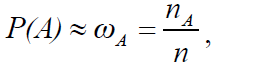 P(A) ≈ ω_A = n_A / n ,